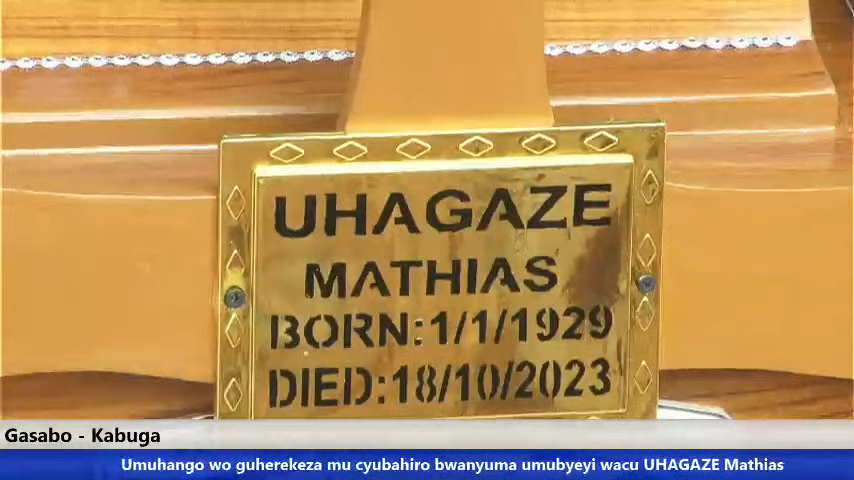 UHAGAZE
MATHIAS
BORN:1/1/1929
DIED:18/10/2023
Gasabo - Kabuga
Umuhango wo guherekeza mu cyubahiro bwanyuma umubyeyi wacu UHAGAZE Mathias